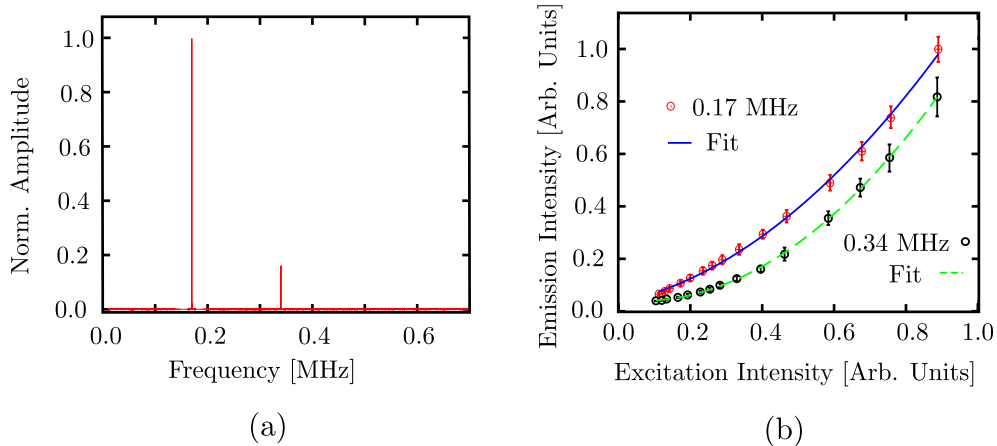 Norm. Amplitude
1.0
0.8
0.6
0.4
0.2
0.0
0.0 0.2 0.4 0.6
Frequency [MHz]
(a)
Emission Intensity [Arb. Units]
1.0
0.8
0.6
0.4
0.2
0.0
0.17 MHz
Fit
0.34 MHz
Fit
0.0 0.2 0.4 0.6 0.8 1.0
Excitation Intensity [Arb. Units]
(b)